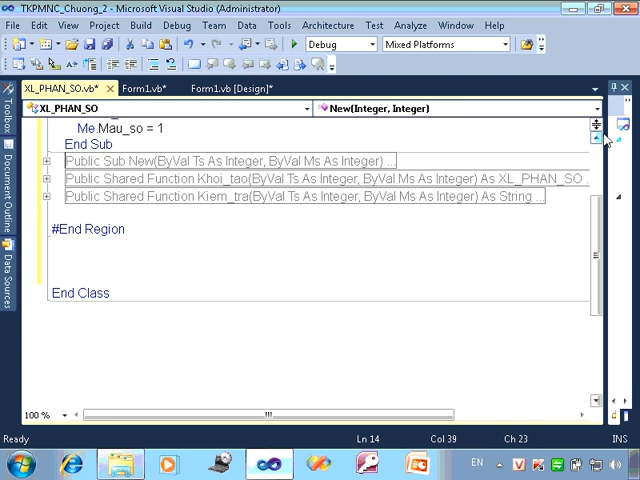 TKPMNC_Chuong_2 - Microsoft Visual Studio (Administrator)
File Edit View Project Build Debug Team Data Tools Architecture Test Analyze Window Help
Debug Mixed Platforms
XL_PHAN_SO.vb* Form1.vb* Form1.vb [Design]*
XL_PHAN_SO New(Integer, Integer)
Me.Mau_so = 1
End Sub
Public Sub New(ByVal Ts As Integer, ByVal Ms As Integer) ...
Public Shared Function Khoi_tao(ByVal Ts As Integer, ByVal Ms As Integer) As XL_PHAN_SO ...
Public Shared Function Kiem_tra(ByVal Ts As Integer, ByVal Ms As Integer) As String ...
#End Region
End Class
Toolbox
Document Outline
Data Sources
100 %
Ready Ln 14 Col 39 Ch 23 INS
EN